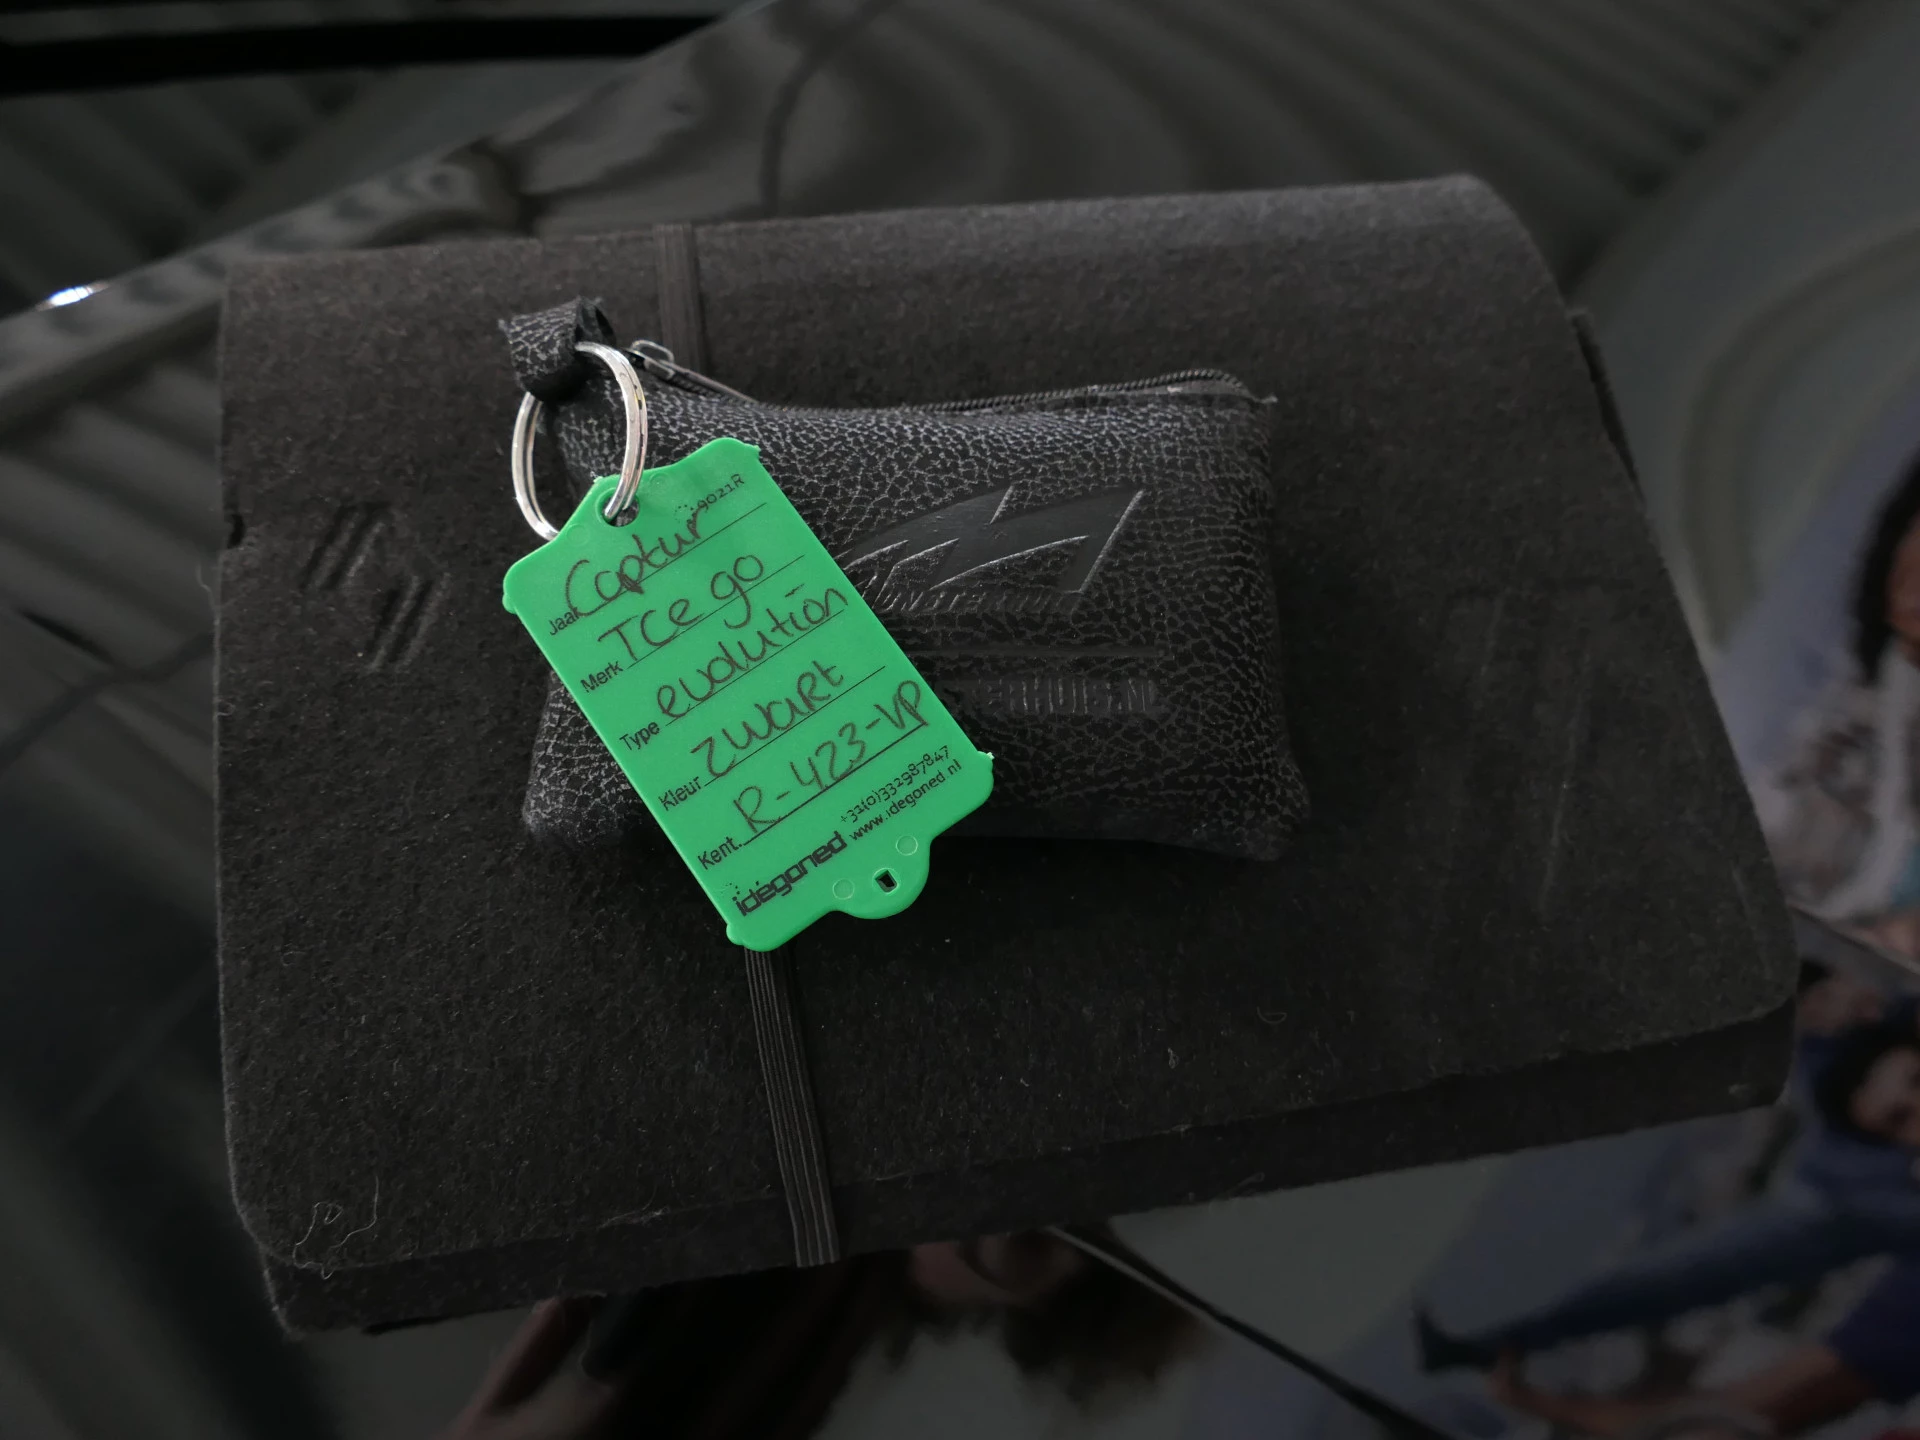 9021R
Jaar Captur
Merk TCe 90
Type evolution
Kleur zwart
Kent. R-423-VP
idegoned +31(0)332987847
www.idegoned.nl